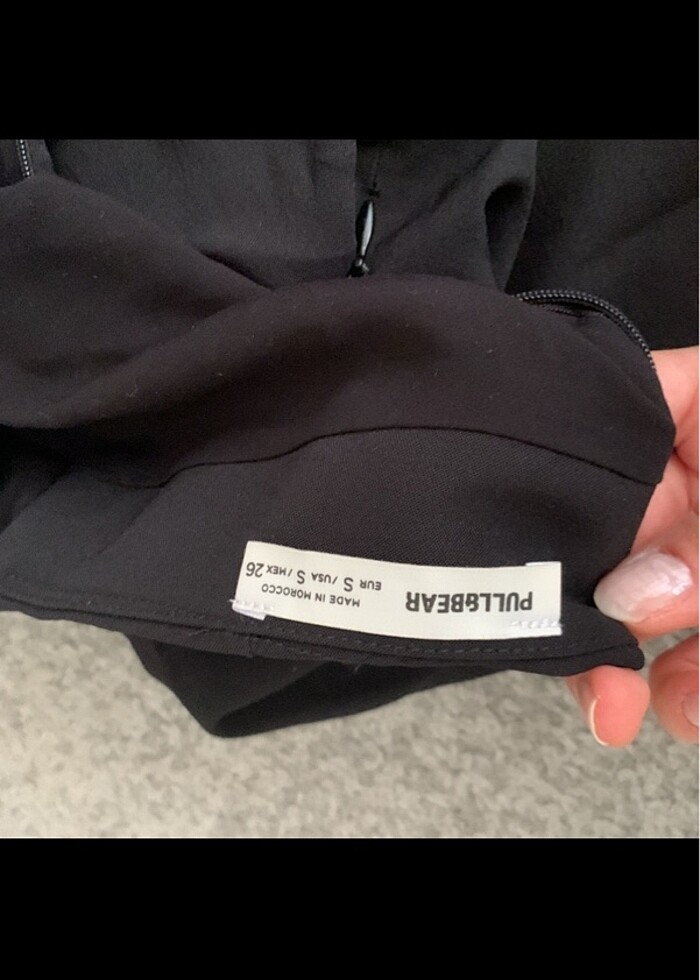 PULL&BEAR
EUR S / USA S / MEX 26
MADE IN MOROCCO